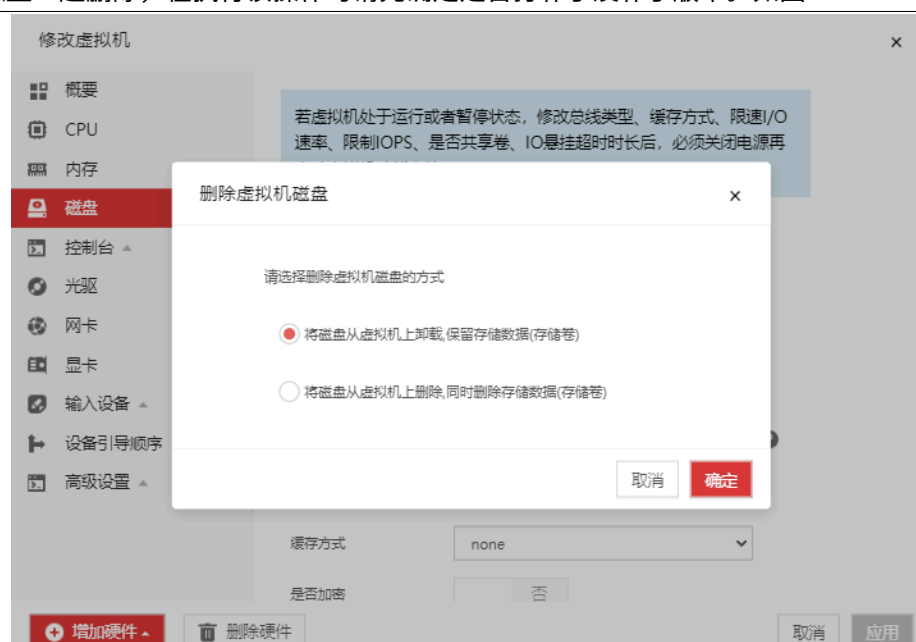 修改虚拟机
×
概要
CPU
内存
磁盘
控制台
光驱
网卡
显卡
输入设备
设备引导顺序
高级设置
若虚拟机处于运行或者暂停状态，修改总线类型、缓存方式、限速I/O
速率、限制IOPS、是否共享卷、IO悬挂超时时长后，必须关闭电源再
删除虚拟机磁盘
×
请选择删除虚拟机磁盘的方式
将磁盘从虚拟机上卸载,保留存储数据(存储卷)
将磁盘从虚拟机上删除,同时删除存储数据(存储卷)
取消 确定
缓存方式 none
是否加密 否
增加硬件 删除硬件 取消 应用